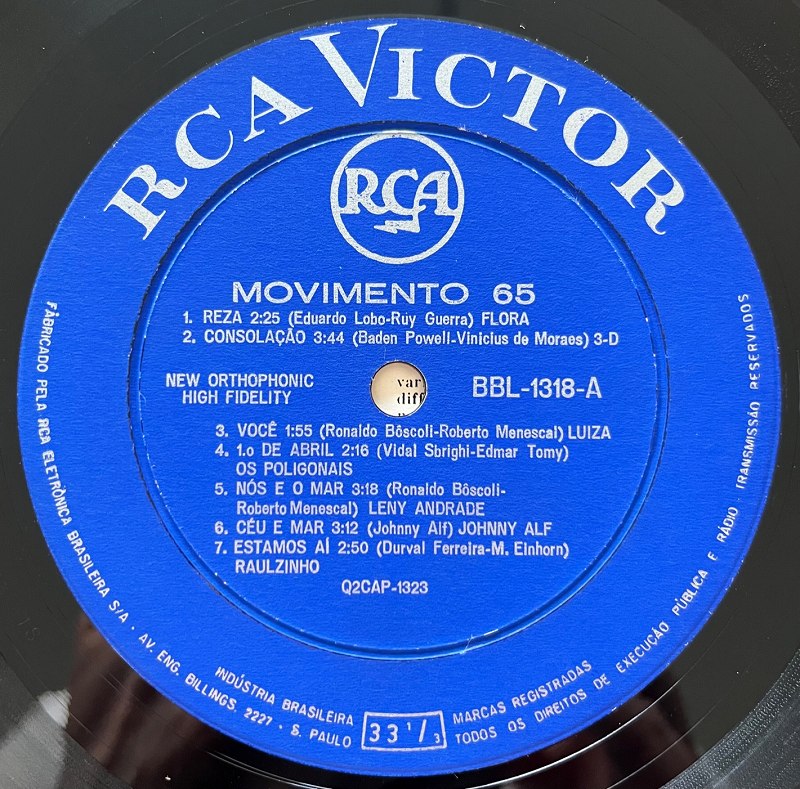 RCA VICTOR
RCA
MOVIMENTO 65
1. REZA 2:25 (Eduardo Lobo-Rúy Guerra) FLORA
2. CONSOLAÇÃO 3:44 (Baden Powell-Vinicius de Moraes) 3-D
NEW ORTHOPHONIC
HIGH FIDELITY
var
diff
BBL-1318-A
3. VOCÊ 1:55 (Ronaldo Bôscoli-Roberto Menescal) LUIZA
4. 1.o DE ABRIL 2:16 (Vidal Sbrighi-Edmar Tomy)
OS POLIGONAIS
5. NÓS E O MAR 3:18 (Ronaldo Bôscoli-
Roberto Menescal) LENY ANDRADE
6. CÉU E MAR 3:12 (Johnny Alf) JOHNNY ALF
7. ESTAMOS AÍ 2:50 (Durval Ferreira-M. Einhorn)
RAULZINHO
Q2CAP-1323
FÁBRICADO PELA RCA ELETRÔNICA BRASILEIRA S/A · AV. ENG. BILLINGS, 2227 · S. PAULO
INDÚSTRIA BRASILEIRA
33 1/3
MARCAS REGISTRADAS
TODOS OS DIREITOS DE EXECUÇÃO PÚBLICA E RÁDIO · TRANSMISSÃO RESERVADOS